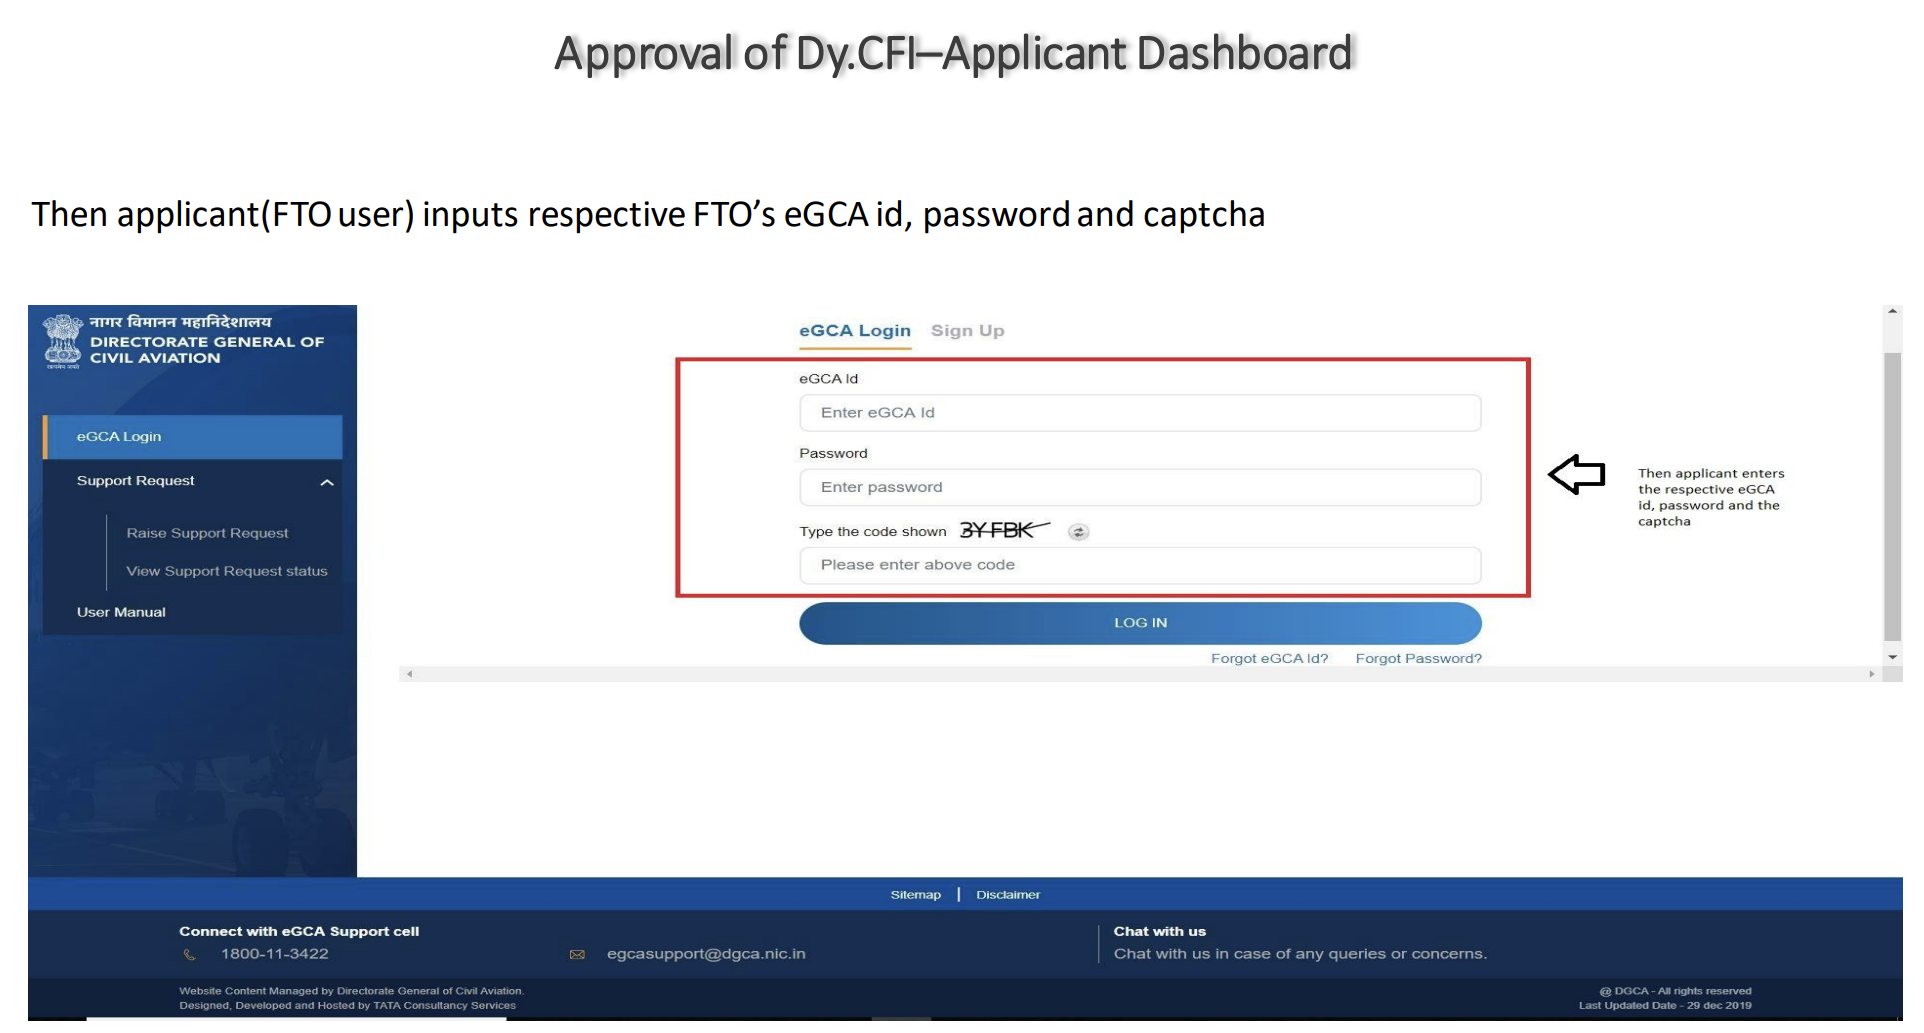 Approval of Dy.CFI–Applicant Dashboard
Then applicant(FTO user) inputs respective FTO’s eGCA id, password and captcha
नागर विमानन महानिदेशालय
DIRECTORATE GENERAL OF
CIVIL AVIATION
सत्यमेव जयते
eGCA Login
Support Request
Raise Support Request
View Support Request status
User Manual
eGCA Login Sign Up
eGCA Id
Enter eGCA Id
Password
Enter password
Type the code shown 3YFBK
Please enter above code
LOG IN
Forgot eGCA Id? Forgot Password?
Then applicant enters
the respective eGCA
id, password and the
captcha
Sitemap | Disclaimer
Connect with eGCA Support cell
1800-11-3422
egcasupport@dgca.nic.in
Chat with us
Chat with us in case of any queries or concerns.
Website Content Managed by Directorate General of Civil Aviation.
Designed, Developed and Hosted by TATA Consultancy Services
@ DGCA - All rights reserved
Last Updated Date - 29 dec 2019